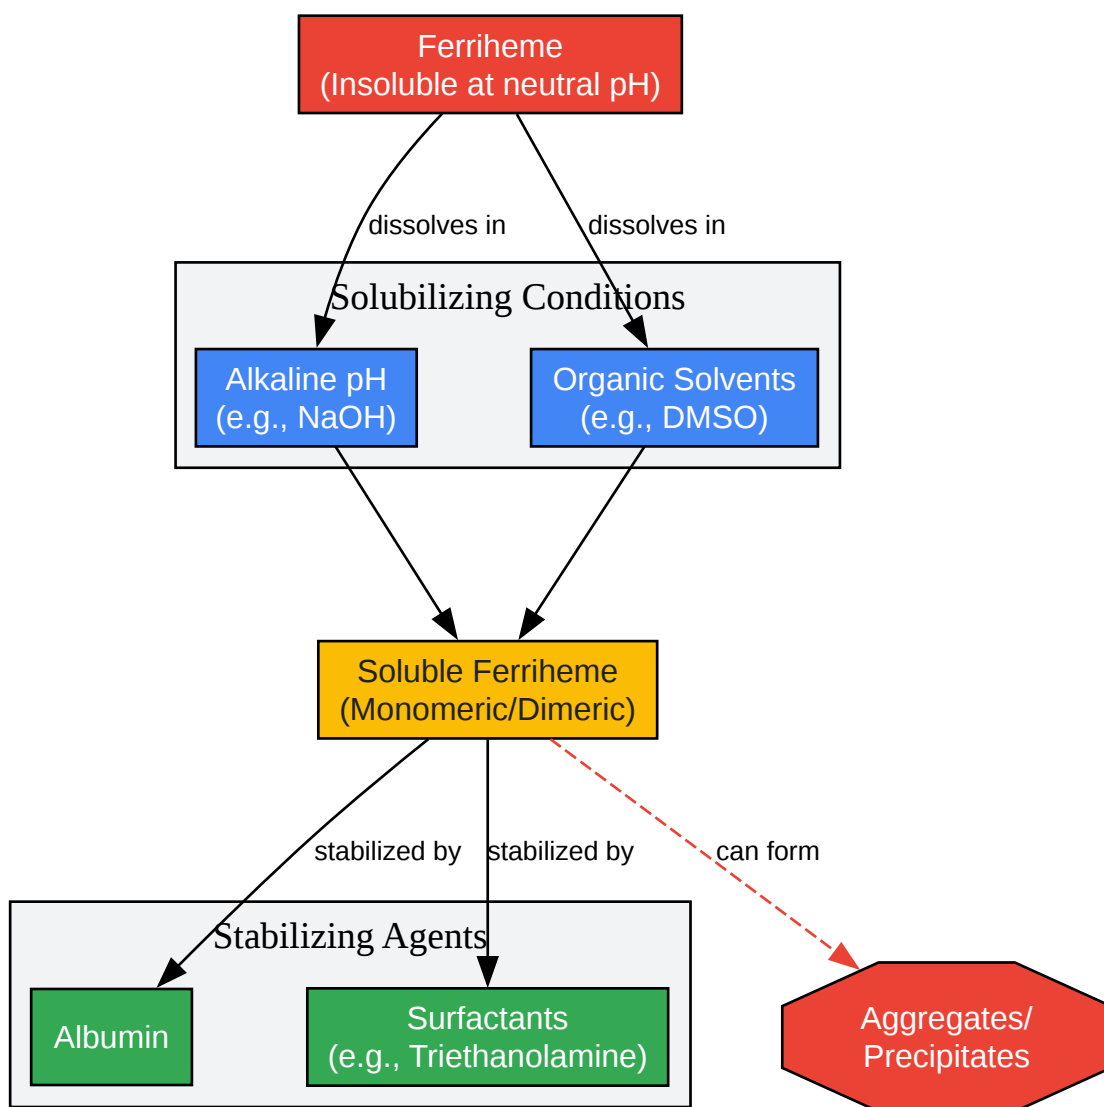 Ferriheme
(Insoluble at neutral pH)
dissolves in
dissolves in
Solubilizing Conditions
Alkaline pH
(e.g., NaOH)
Organic Solvents
(e.g., DMSO)
Soluble Ferriheme
(Monomeric/Dimeric)
stabilized by
stabilized by
can form
Stabilizing Agents
Albumin
Surfactants
(e.g., Triethanolamine)
Aggregates/
Precipitates